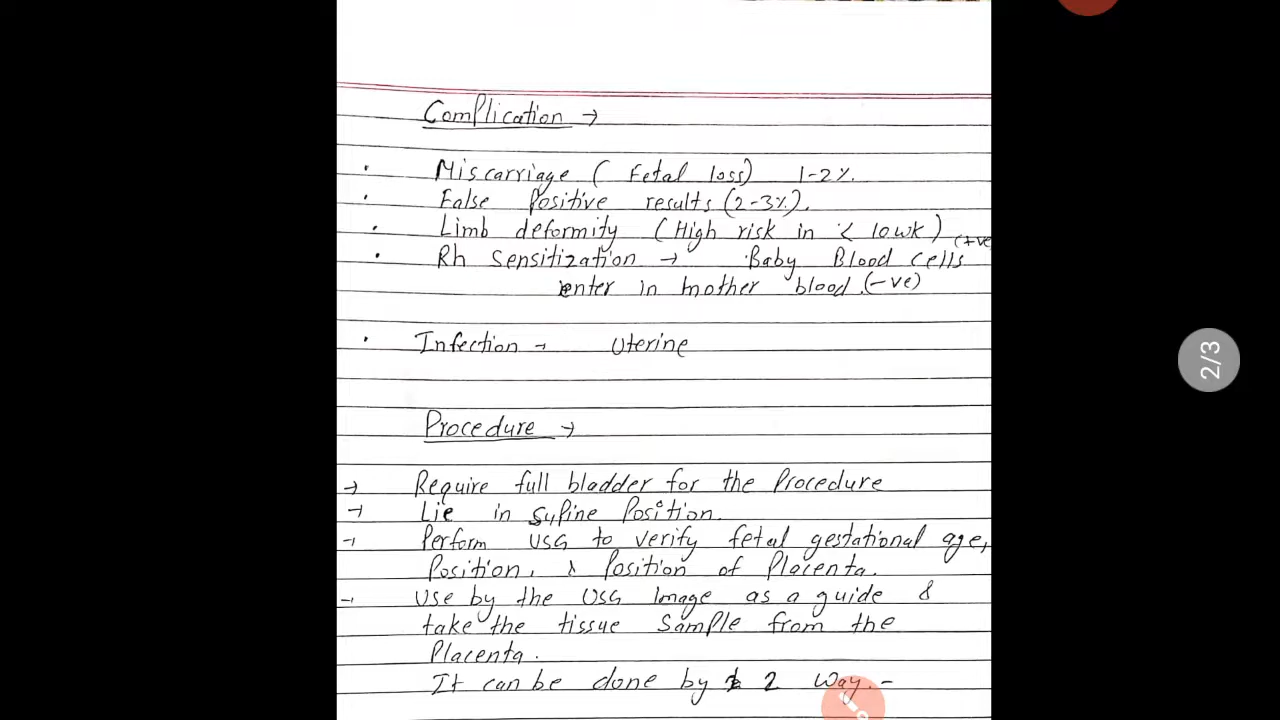 Complication →
• Miscarriage ( Fetal loss) 1-2%.
• False Positive results (2-3%).
• Limb deformity (High risk in < 10wk)
• Rh Sensitization → Baby Blood cells (+ve
enter in mother blood (-ve)
• Infection → Uterine
Procedure →
→ Require full bladder for the Procedure
→ Lie in Supine Position.
→ Perform USG to verify fetal gestational age,
Position, & Position of Placenta.
→ Use by the USG Image as a guide &
take the tissue Sample from the
Placenta.
It can be done by 2 way.-
2/3